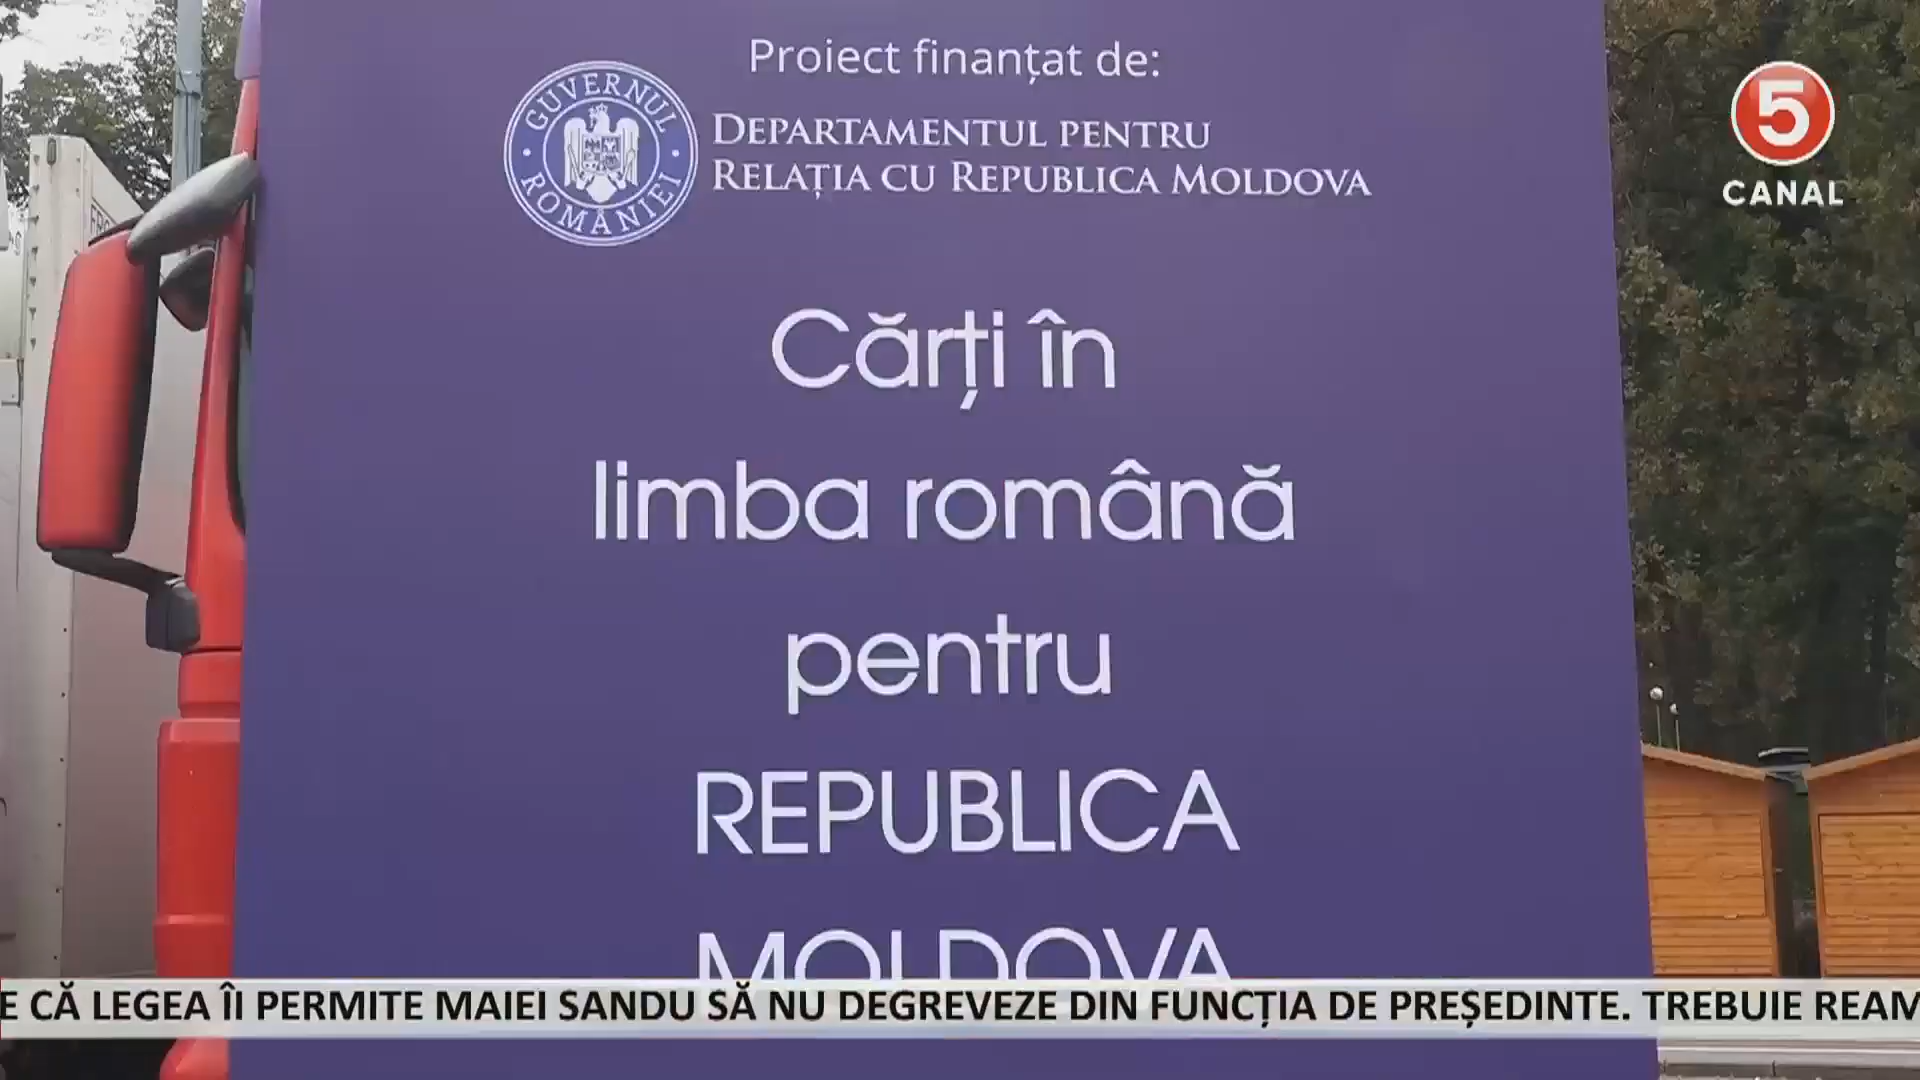 Proiect finanțat de:
GUVERNUL ROMÂNIEI
DEPARTAMENTUL PENTRU
RELAȚIA CU REPUBLICA MOLDOVA
5
CANAL
Cărți în
limba română
pentru
REPUBLICA
MOLDOVA
E CĂ LEGEA ÎI PERMITE MAIEI SANDU SĂ NU DEGREVEZE DIN FUNCȚIA DE PREȘEDINTE. TREBUIE REAM